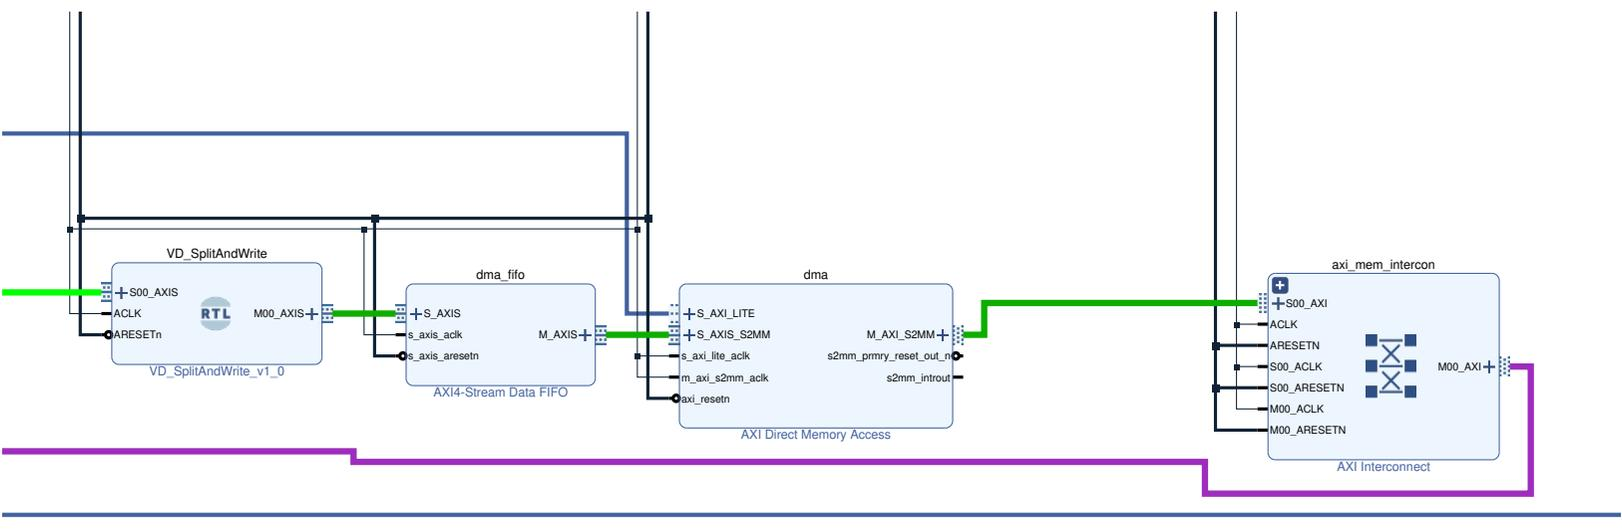 VD_SplitAndWrite
S00_AXIS
ACLK
ARESETn
RTL
M00_AXIS
VD_SplitAndWrite_v1_0
dma_fifo
S_AXIS
s_axis_aclk
s_axis_aresetn
M_AXIS
AXI4-Stream Data FIFO
dma
S_AXI_LITE
S_AXIS_S2MM
s_axi_lite_aclk
m_axi_s2mm_aclk
axi_resetn
M_AXI_S2MM
s2mm_prmry_reset_out_n
s2mm_introut
AXI Direct Memory Access
axi_mem_intercon
S00_AXI
ACLK
ARESETN
S00_ACLK
S00_ARESETN
M00_ACLK
M00_ARESETN
M00_AXI
AXI Interconnect